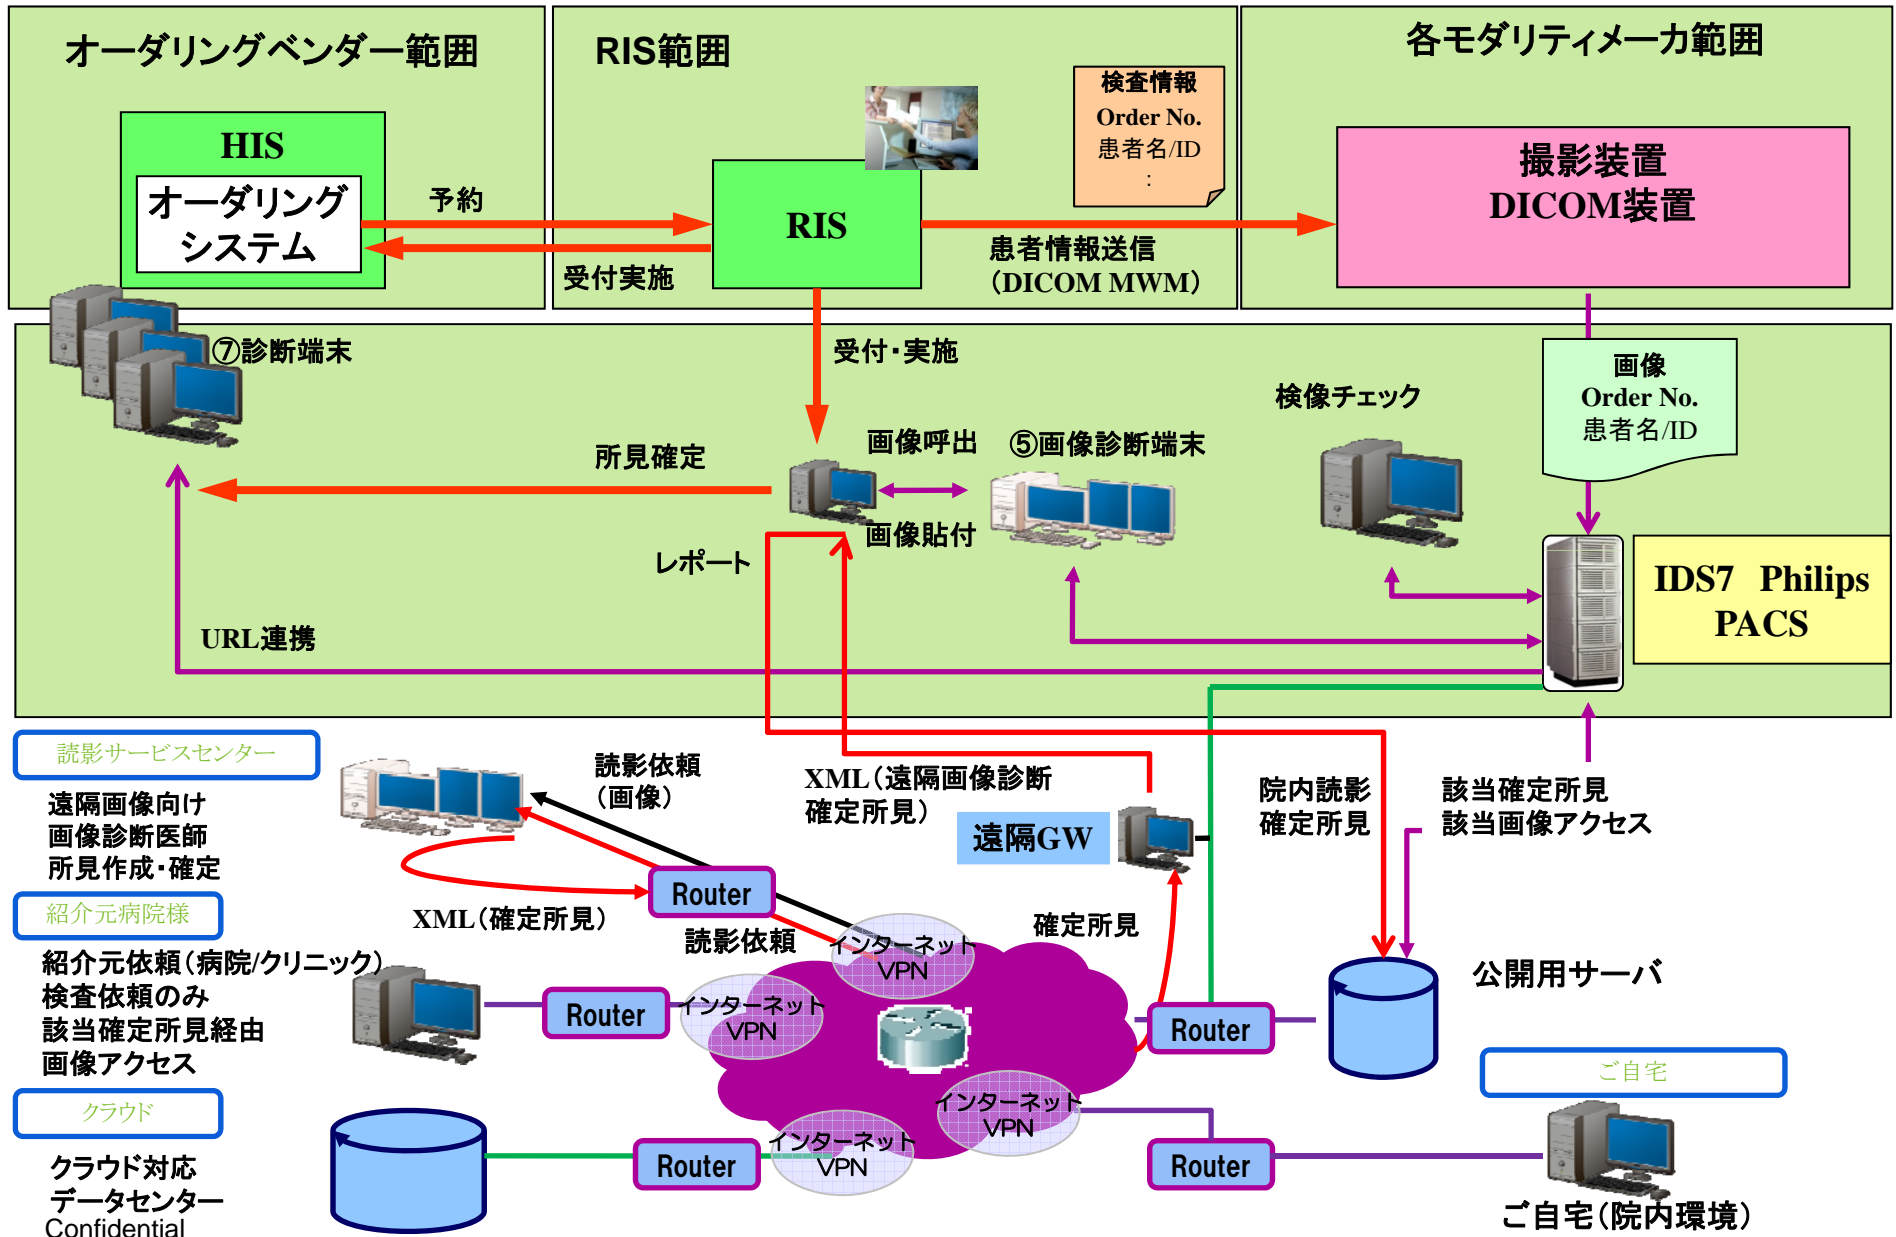 オーダリングベンダー範囲
RIS範囲
各モダリティメーカ範囲
検査情報
Order No.
患者名/ID
:
HIS
オーダリング
システム
予約
受付実施
RIS
患者情報送信
（DICOM MWM）
撮影装置
DICOM装置
⑦診断端末
受付・実施
画像
Order No.
患者名/ID
検像チェック
所見確定
画像呼出
⑤画像診断端末
画像貼付
レポート
IDS7 Philips
PACS
URL連携
読影サービスセンター
遠隔画像向け
画像診断医師
所見作成・確定
読影依頼
（画像）
XML（遠隔画像診断
確定所見）
遠隔GW
院内読影
確定所見
該当確定所見
該当画像アクセス
Router
XML（確定所見）
読影依頼
確定所見
紹介元病院様
紹介元依頼（病院/クリニック）
検査依頼のみ
該当確定所見経由
画像アクセス
Router
インターネット
VPN
インターネット
VPN
Router
公開用サーバ
クラウド
クラウド対応
データセンター
Confidential
Router
インターネット
VPN
インターネット
VPN
Router
ご自宅
ご自宅（院内環境）